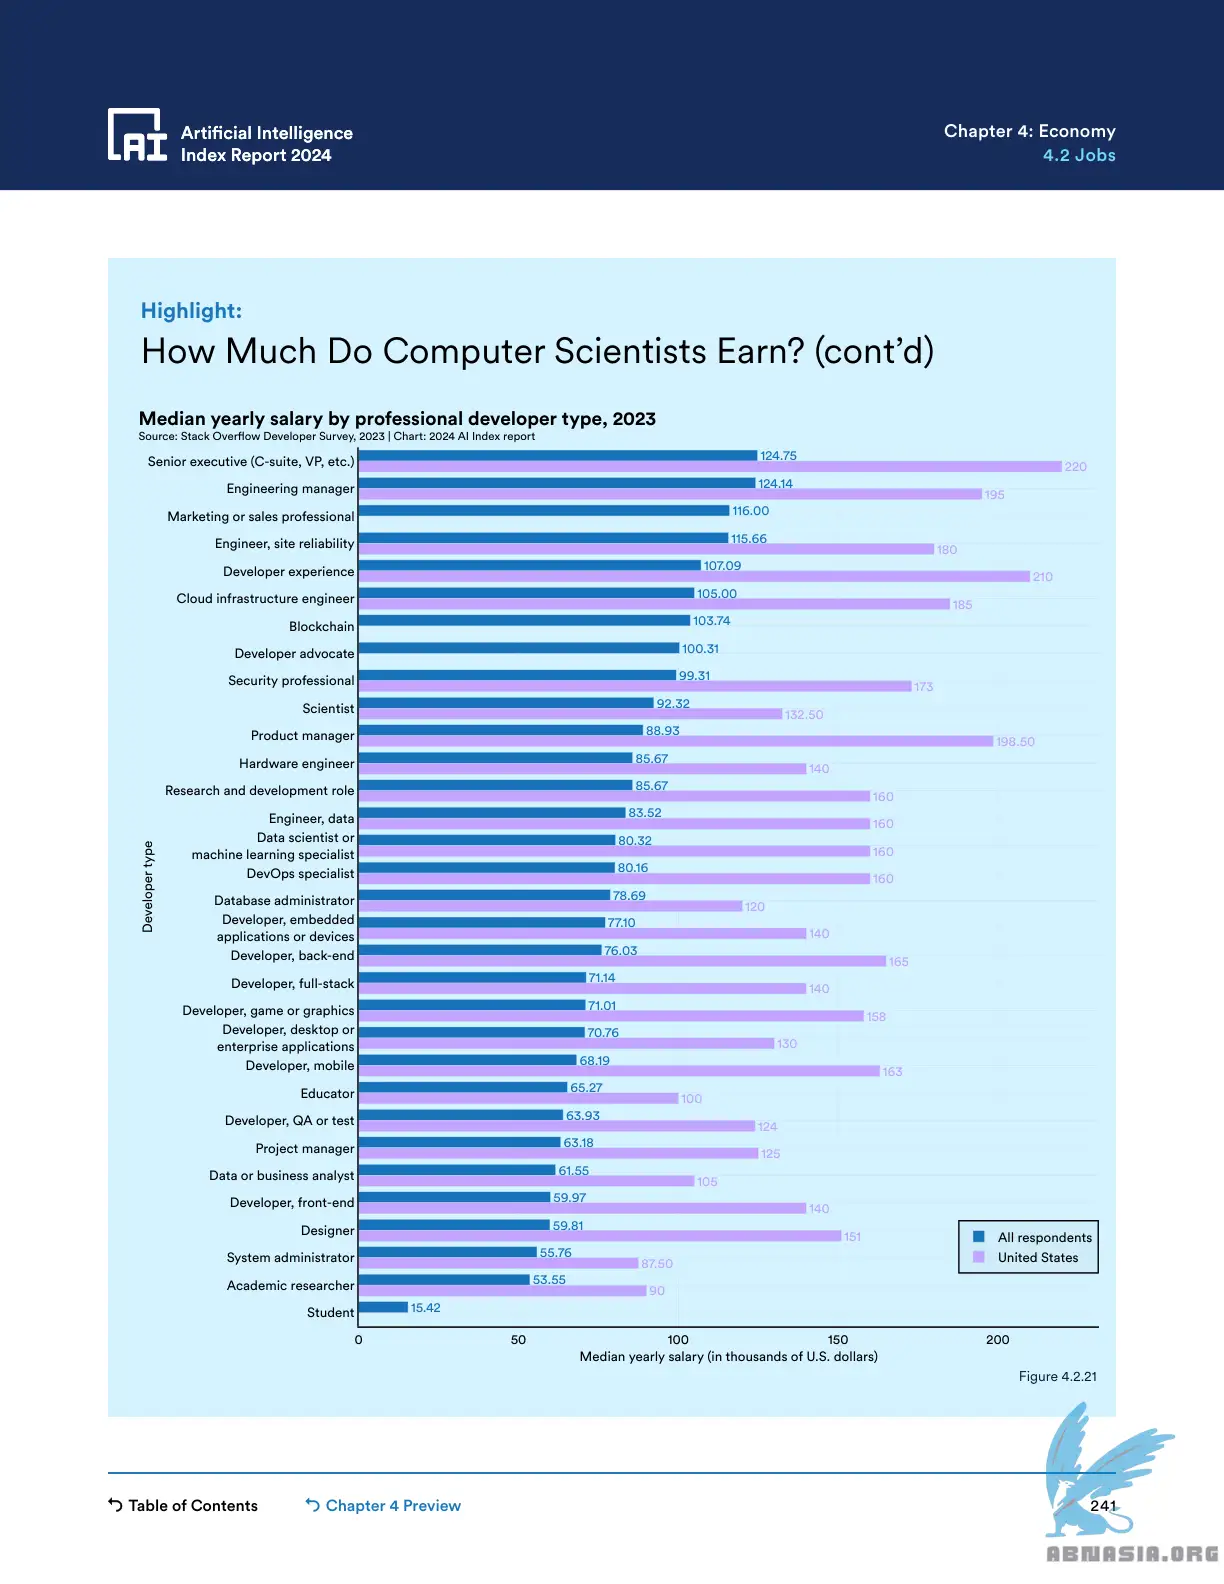 Artificial Intelligence
Index Report 2024
Chapter 4: Economy
4.2 Jobs
Highlight:
How Much Do Computer Scientists Earn? (cont’d)
Median yearly salary by professional developer type, 2023
Source: Stack Overflow Developer Survey, 2023 | Chart: 2024 AI Index report
Senior executive (C-suite, VP, etc.) 124.75
220
Engineering manager 124.14
195
Marketing or sales professional 116.00
Engineer, site reliability 115.66
180
Developer experience 107.09
210
Cloud infrastructure engineer 105.00
185
Blockchain 103.74
Developer advocate 100.31
Security professional 99.31
173
Scientist 92.32
132.50
Product manager 88.93
198.50
Hardware engineer 85.67
140
Research and development role 85.67
160
Engineer, data 83.52
160
Data scientist or
machine learning specialist 80.32
160
DevOps specialist 80.16
160
Database administrator 78.69
120
Developer, embedded
applications or devices 77.10
140
Developer, back-end 76.03
165
Developer, full-stack 71.14
140
Developer, game or graphics 71.01
158
Developer, desktop or
enterprise applications 70.76
130
Developer, mobile 68.19
163
Educator 65.27
100
Developer, QA or test 63.93
124
Project manager 63.18
125
Data or business analyst 61.55
105
Developer, front-end 59.97
140
Designer 59.81
151
System administrator 55.76
87.50
Academic researcher 53.55
90
Student 15.42
Developer type
All respondents
United States
0 50 100 150 200
Median yearly salary (in thousands of U.S. dollars)
Figure 4.2.21
Table of Contents
Chapter 4 Preview
241
ABNASIA.ORG